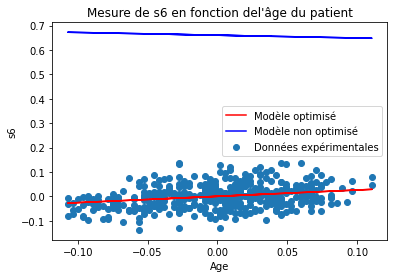 Mesure de s6 en fonction del'âge du patient
0.7
0.6
0.5
0.4
0.3
0.2
0.1
0.0
−0.1
s6
Modèle optimisé
Modèle non optimisé
Données expérimentales
−0.10
−0.05
0.00
0.05
0.10
Age